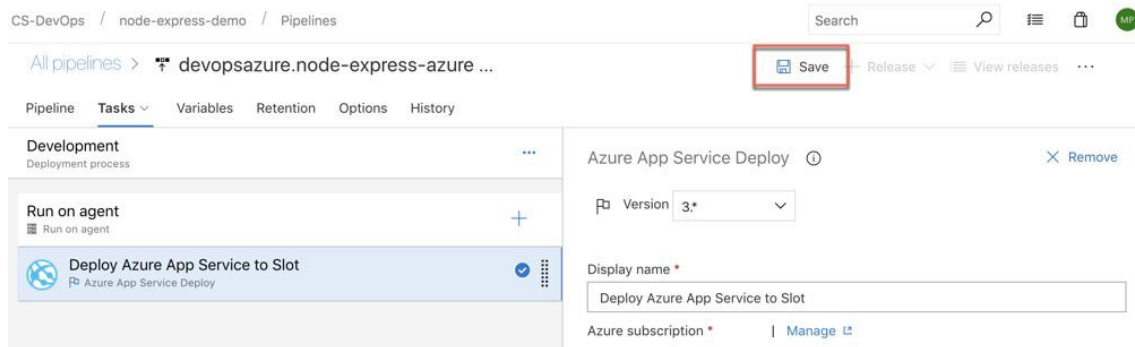 CS-DevOps / node-express-demo / Pipelines Search MP
All pipelines > devopsazure.node-express-azure ... Save + Release View releases ...
Pipeline Tasks Variables Retention Options History
Development
Deployment process
Run on agent
Run on agent
Deploy Azure App Service to Slot
Azure App Service Deploy
Azure App Service Deploy Remove
Version 3.*
Display name *
Deploy Azure App Service to Slot
Azure subscription * | Manage